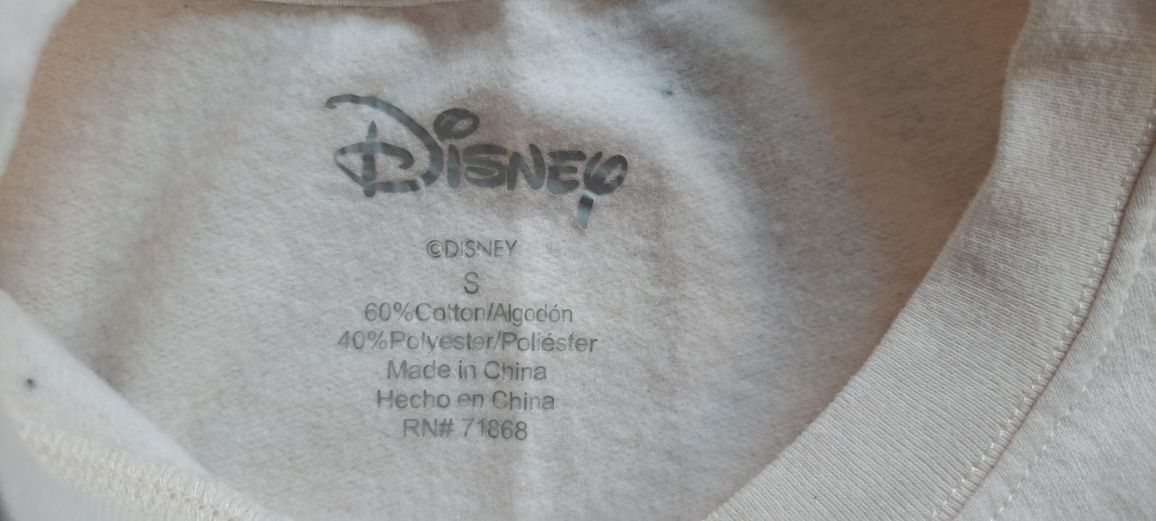 Disney
©DISNEY
S
60%Cotton/Algodón
40%Polyester/Poliéster
Made in China
Hecho en China
RN# 71868